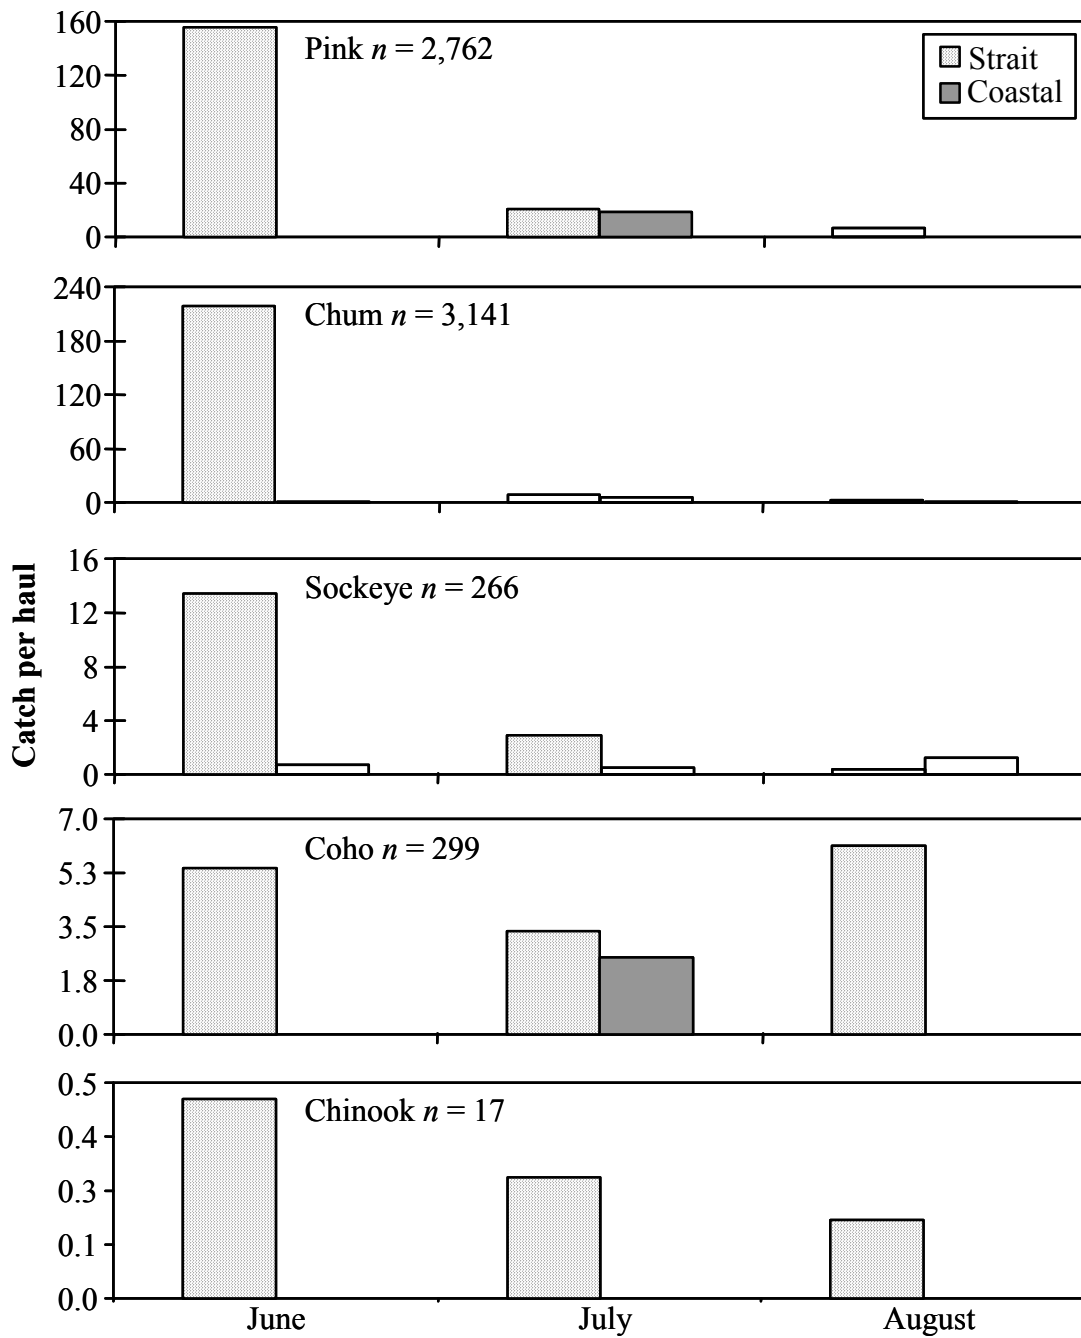 160
Pink n = 2,762
Strait
Coastal
120
80
40
0
240
Chum n = 3,141
180
120
60
0
Catch per haul
16
Sockeye n = 266
12
8
4
0
7.0
Coho n = 299
5.3
3.5
1.8
0.0
0.5
Chinook n = 17
0.4
0.3
0.1
0.0
June July August